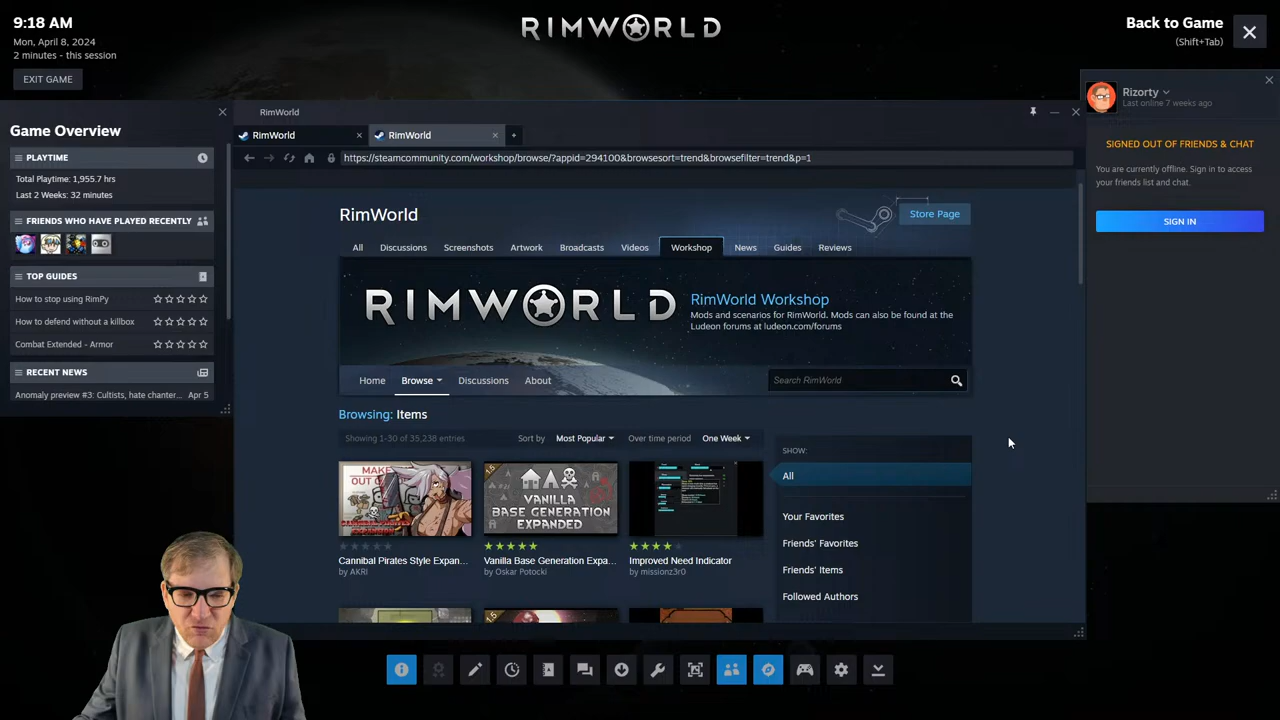 9:18 AM
Mon, April 8, 2024
2 minutes - this session
EXIT GAME
RIMWORLD
Back to Game
(Shift+Tab)
Game Overview
PLAYTIME
Total Playtime: 1,955.7 hrs
Last 2 Weeks: 32 minutes
FRIENDS WHO HAVE PLAYED RECENTLY
TOP GUIDES
How to stop using RimPy
How to defend without a killbox
Combat Extended - Armor
RECENT NEWS
Anomaly preview #3: Cultists, hate chanter... Apr 5
RimWorld
RimWorld RimWorld
https://steamcommunity.com/workshop/browse/?appid=294100&browsesort=trend&browsefilter=trend&p=1
RimWorld
Store Page
All Discussions Screenshots Artwork Broadcasts Videos Workshop News Guides Reviews
RIMWORLD
RimWorld Workshop
Mods and scenarios for RimWorld. Mods can also be found at the
Ludeon forums at ludeon.com/forums
Home Browse Discussions About
Search RimWorld
Browsing: Items
Showing 1-30 of 35,238 entries Sort by Most Popular Over time period One Week
1.5
VANILLA
BASE GENERATION
EXPANDED
Cannibal Pirates Style Expan...
by AKRI
Vanilla Base Generation Expa...
by Oskar Potocki
Improved Need Indicator
by missionz3r0
1.5
SHOW:
All
Your Favorites
Friends' Favorites
Friends' Items
Followed Authors
Rizorty
Last online 7 weeks ago
SIGNED OUT OF FRIENDS & CHAT
You are currently offline. Sign in to access
your friends list and chat.
SIGN IN